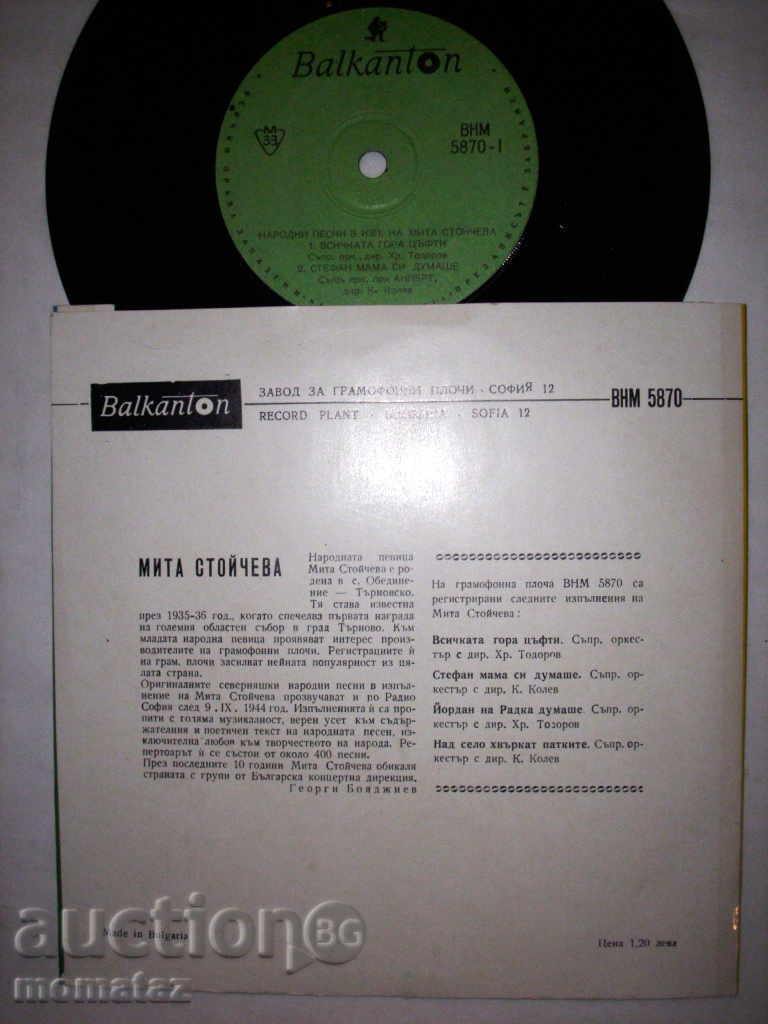 Balkanton
M
33
ВНМ
5870-I
НАРОДНИ ПЕСНИ В ИЗП. НА МИТА СТОЙЧЕВА
1. ВСИЧКАТА ГОРА ЦЪФТИ
Съпр. орк., дир. Хр. Тодоров
2. СТЕФАН МАМА СИ ДУМАШЕ
дир. К. Колев
Balkanton
ЗАВОД ЗА ГРАМОФОННИ ПЛОЧИ · СОФИЯ 12
RECORD PLANT · BULGARIA · SOFIA 12
ВНМ 5870
МИТА СТОЙЧЕВА
Народната певица
Мита Стойчева е ро-
дена в с. Обедине-
ние — Търновско.
Тя става известна
през 1935-36 год., когато спечелва първата награда
на големия областен събор в град Търново. Към
младата народна певица проявяват интерес произ-
водителите на грамофонни плочи. Регистрациите ѝ
на грам. плочи засилват нейната популярност из ця-
лата страна.
Оригиналните северняшки народни песни в изпъл-
нение на Мита Стойчева прозвучават и по Радио
София след 9 . IX . 1944 год. Изпълненията ѝ са про-
пити с голяма музикалност, верен усет към съдър-
жателния и поетичен текст на народната песен, из-
ключителна любов към творчеството на народа. Ре-
пертоарът ѝ се състои от около 400 песни.
През последните 10 години Мита Стойчева обикаля
страната с групи от Българска концертна дирекция.
Георги Бояджиев
На грамофонна плоча ВНМ 5870 са
регистрирани следните изпълнения на
Мита Стойчева:
Всичката гора цъфти. Съпр. оркес-
тър с дир. Хр. Тодоров
Стефан мама си думаше. Съпр. ор-
кестър с дир. К. Колев
Йордан на Радка думаше. Съпр. ор-
кестър с дир. Хр. Тозоров
Над село хвъркат патките. Съпр. ор-
кестър с дир. К. Колев
Made in Bulgaria
Цена 1,20 лева
auction BG
momataz